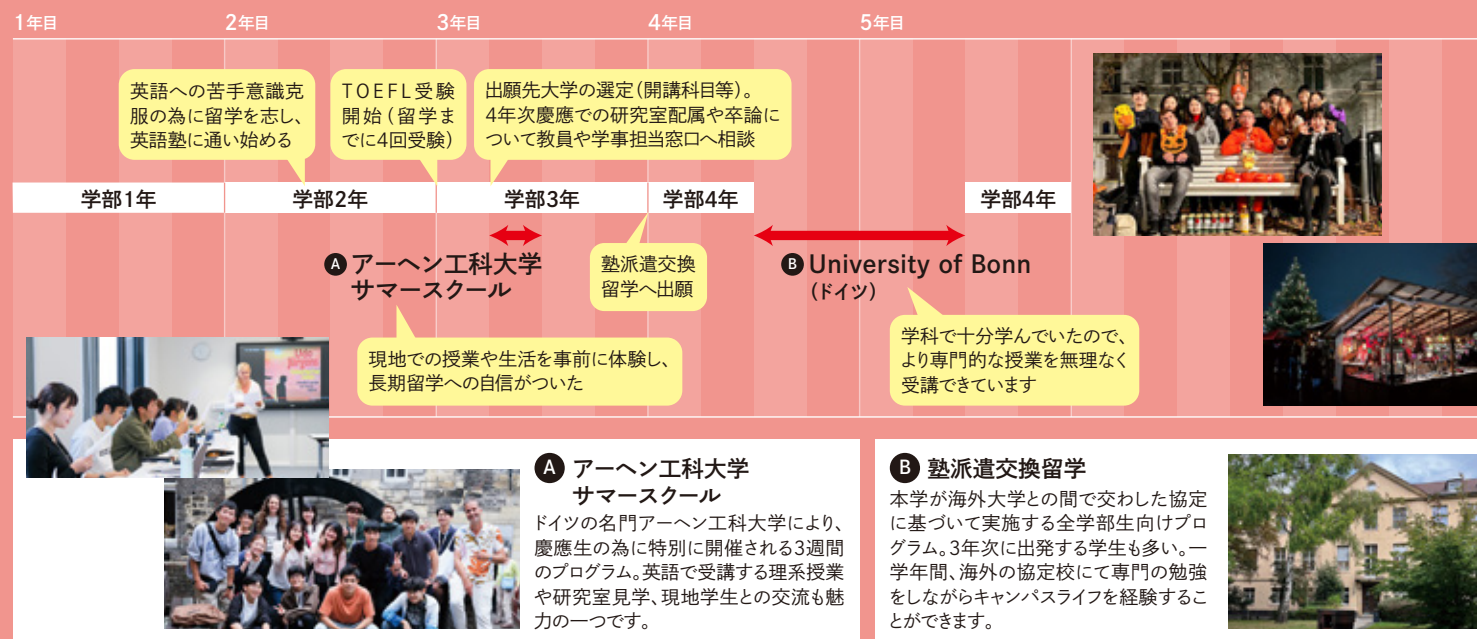 1年目
2年目
3年目
4年目
5年目
英語への苦手意識克
服の為に留学を志し、
英語塾に通い始める
TOEFL受験
開始(留学ま
でに4回受験)
出願先大学の選定(開講科目等)。
4年次慶應での研究室配属や卒論に
ついて教員や学事担当窓口へ相談
学部1年
学部2年
学部3年
学部4年
学部4年
A アーヘン工科大学
サマースクール
塾派遣交換
留学へ出願
B University of Bonn
(ドイツ)
現地での授業や生活を事前に体験し、
長期留学への自信がついた
学科で十分学んでいたので、
より専門的な授業を無理なく
受講できています
A アーヘン工科大学
サマースクール
ドイツの名門アーヘン工科大学により、
慶應生の為に特別に開催される3週間
のプログラム。英語で受講する理系授業
や研究室見学、現地学生との交流も魅
力の一つです。
B 塾派遣交換留学
本学が海外大学との間で交わした協定
に基づいて実施する全学部生向けプロ
グラム。3年次に出発する学生も多い。一
学年間、海外の協定校にて専門の勉強
をしながらキャンパスライフを経験するこ
とができます。